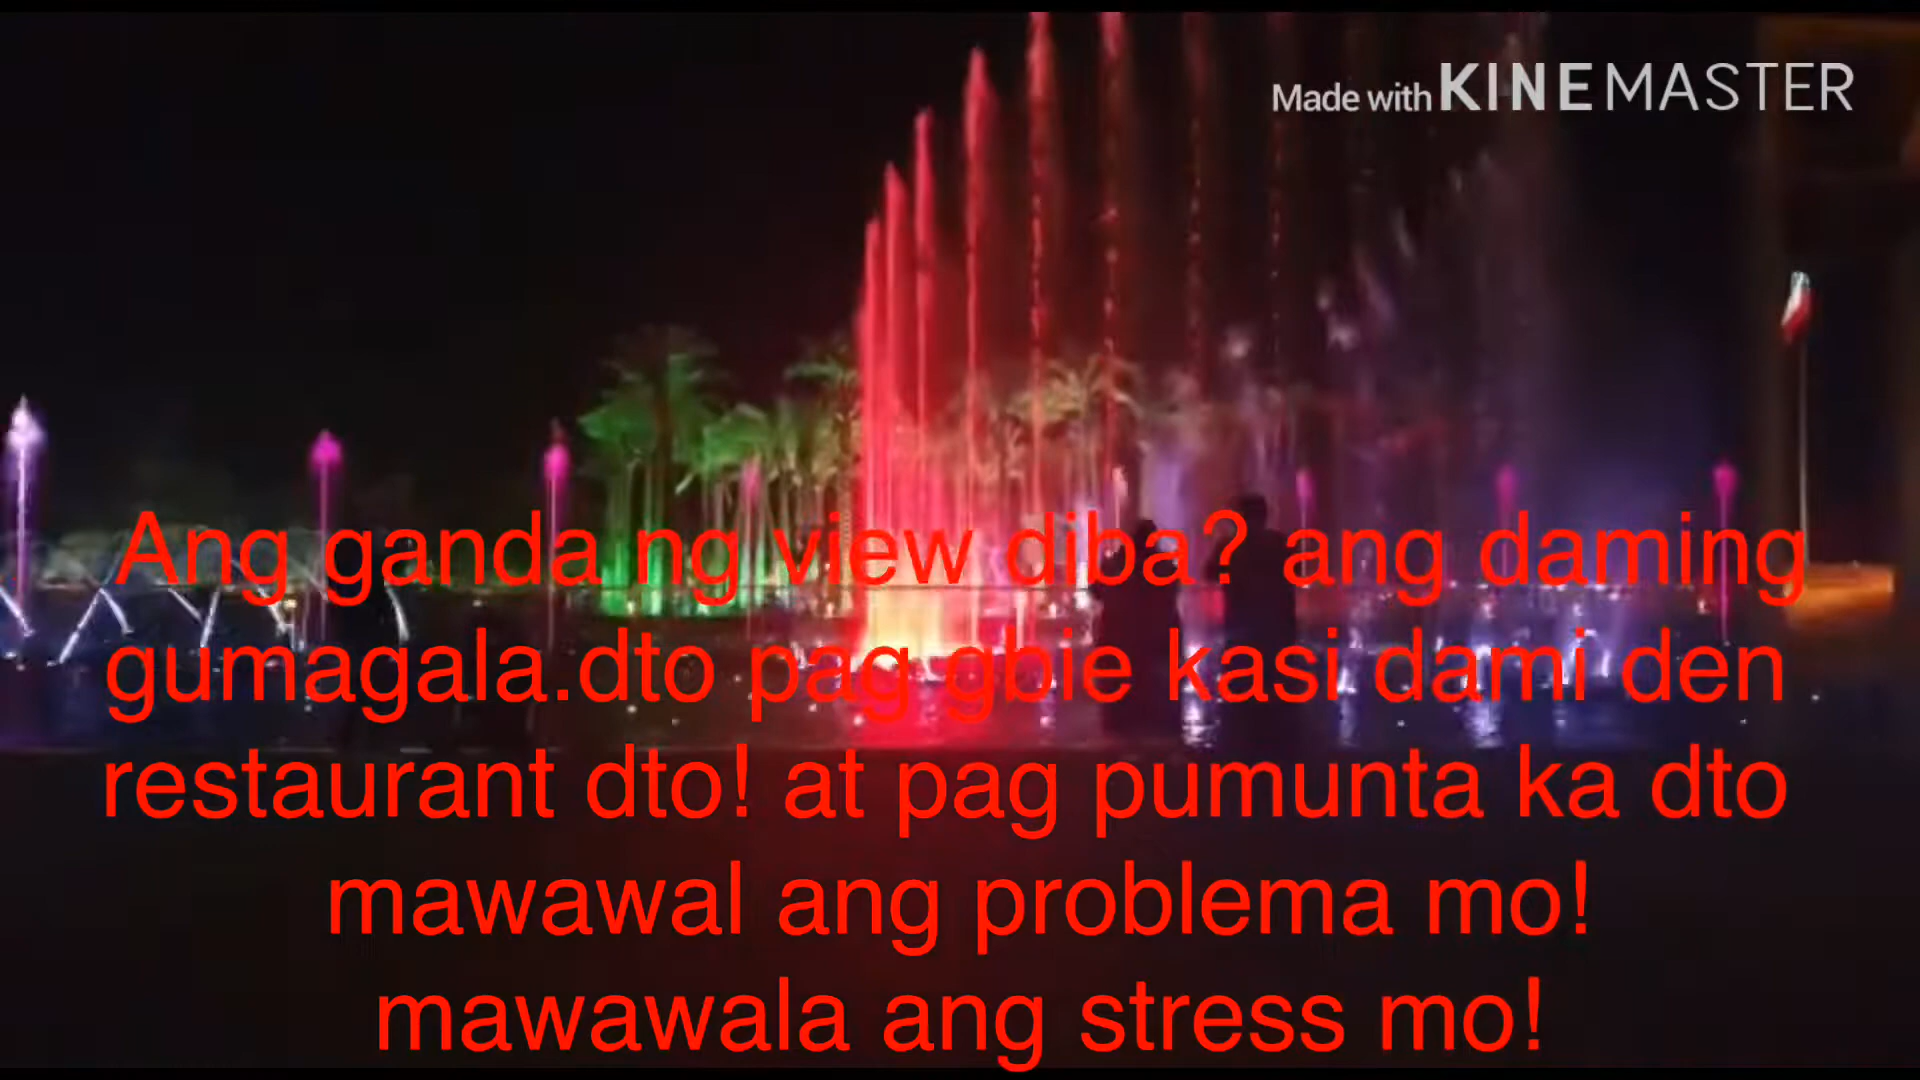 Made with KINEMASTER
Ang ganda ng view diba? ang daming
gumagala.dto pag gbie kasi dami den
restaurant dto! at pag pumunta ka dto
mawawal ang problema mo!
mawawala ang stress mo!